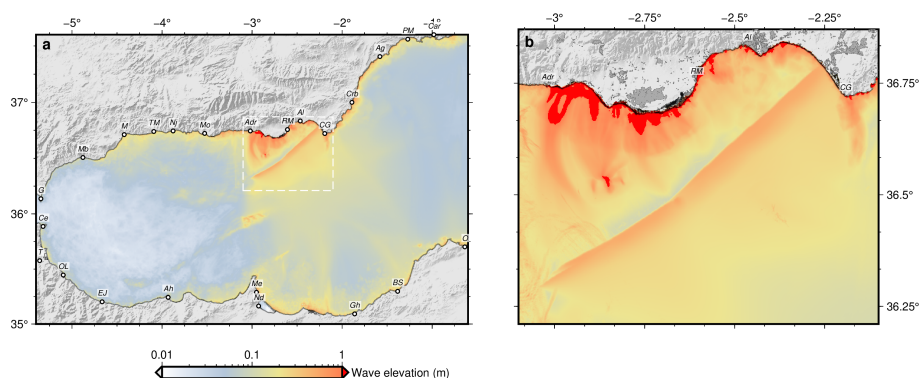 −5° −4° −3° −2° −1°
a
PM
Car
Ag
37°
Crb
M
TM
Nj
Mo
Adr
RM
Al
CG
Mb
G
36°
Ce
OL
EJ
Ah
Me
Nd
Gh
BS
O
35°
0.01 0.1 1
Wave elevation (m)
−3° −2.75° −2.5° −2.25°
b
Al
RM
Adr
CG
36.75°
36.5°
36.25°